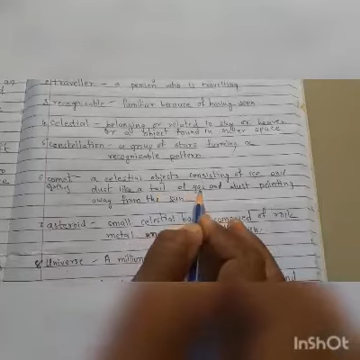 2) traveller - a person who is travelling
3) recognisable - familiar because of having seen
4) celestial - belonging or related to sky or heaven
or a object found in outer space
5) constellation - a group of stars forming a
recognisable pattern
6) comet - a celestial objects consisting of ice and
dust like a tail of gas and dust pointing
away from the sun
7) asteroid - small celestial composed of rock
metal
8) Universe - A million
InShOt